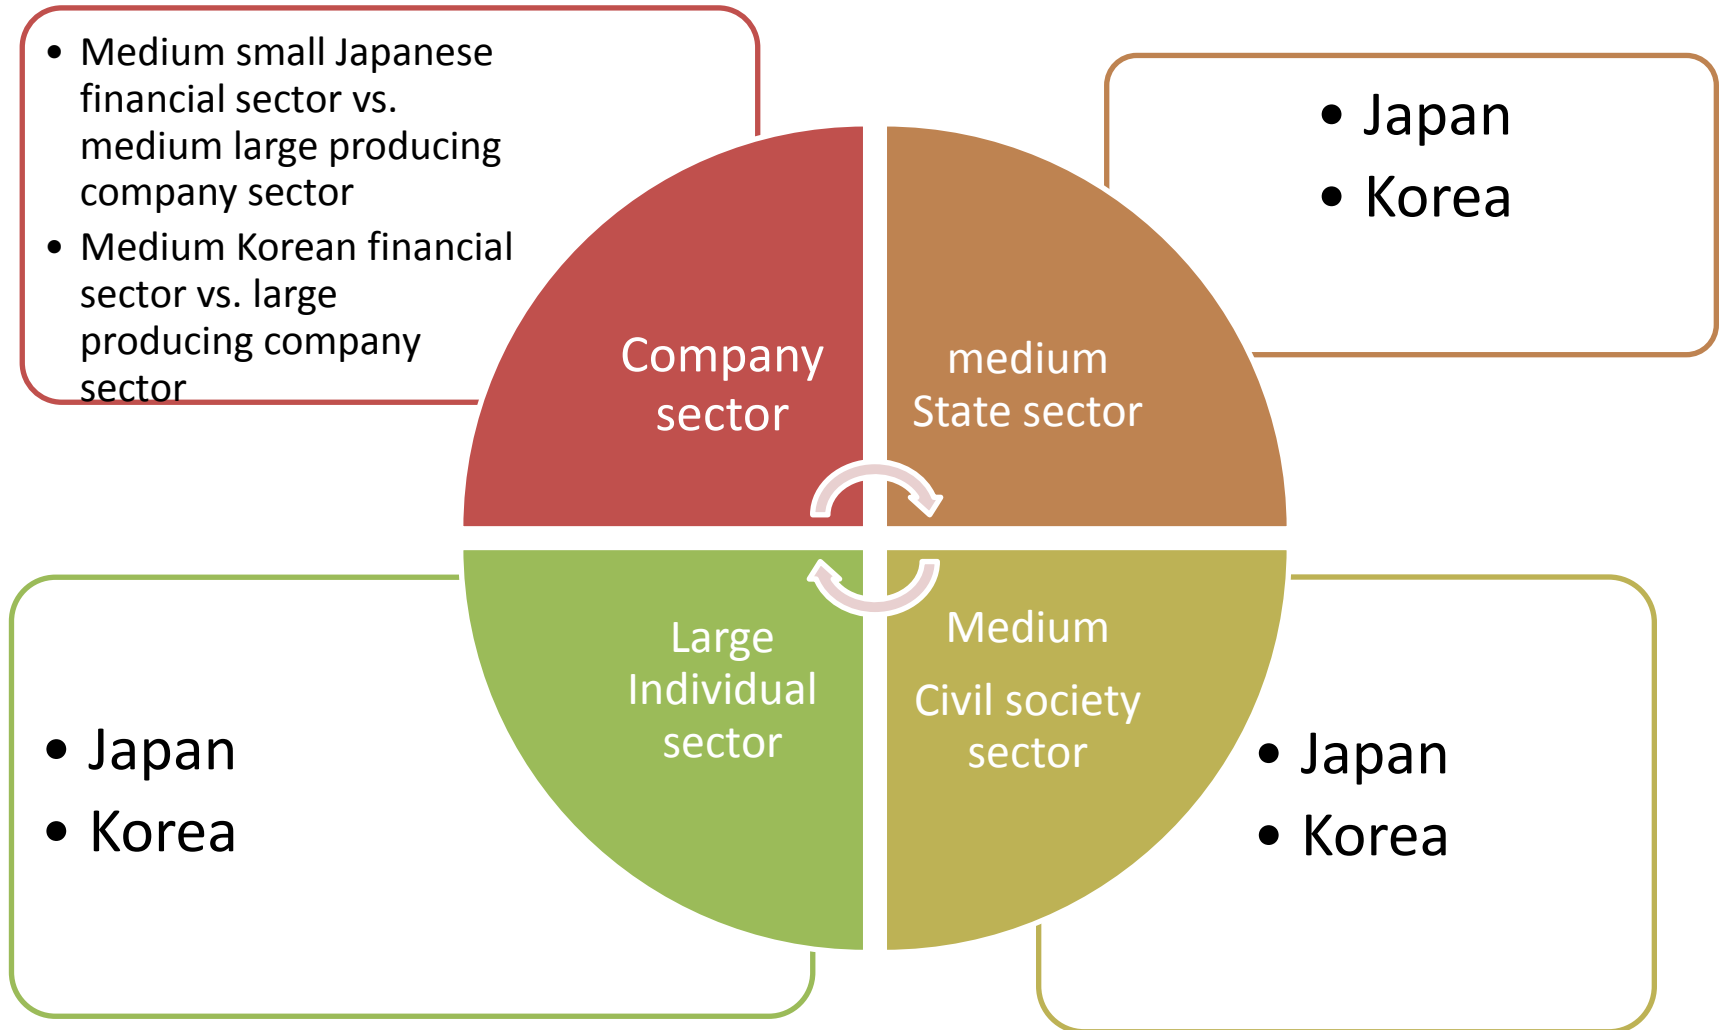 • Medium small Japanese
financial sector vs.
medium large producing
company sector
• Medium Korean financial
sector vs. large
producing company
sector
• Japan
• Korea
Company
sector
medium
State sector
Large
Individual
sector
Medium
Civil society
sector
• Japan
• Korea
• Japan
• Korea